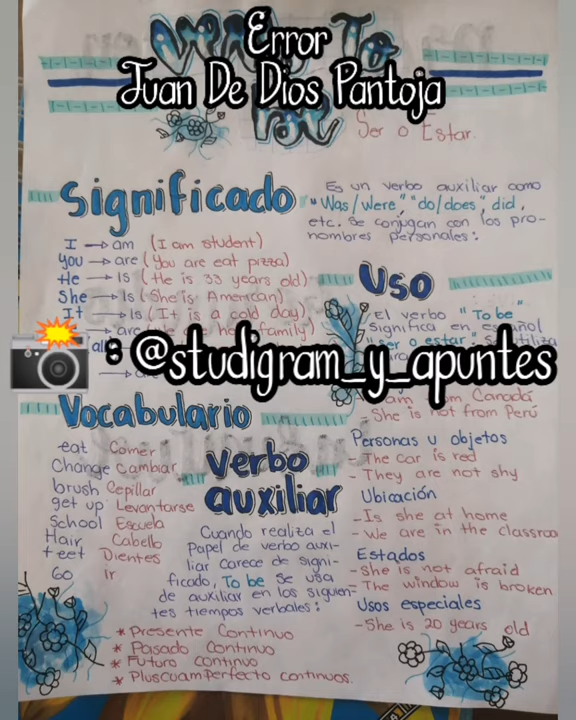 Error
Juan De Dios Pantoja
To
Ser o Estar.
Significado
I → am (I am student)
you → are (You are eat pizza)
He → Is (He is 33 years old)
She → Is (She is American)
It → Is (It is a cold day)
→ are family)
Es un verbo auxiliar como
"Was/Were", "do/does", did,
etc. Se conjugan con los pro-
nombres personales:
Uso
El verbo "To be"
Significa en español
"ser o estar".
: @studigram_y_apuntes
Canadá
- She is not from Perú
Personas u objetos
- The car is red
- They are not shy
Ubicación
- Is she at home
- We are in the classroo
Estados
- She is not afraid
- The window is broken
Usos especiales
- She is 20 years old
Vocabulario
eat Comer
Change Cambiar
brush Cepillar
get up Levantarse
School Escuela
Hair Cabello
teet Dientes
Go ir
Verbo
auxiliar
Cuando realiza el
Papel de verbo auxi-
liar carece de signi-
ficado, To be se usa
de auxiliar en los siguien-
tes tiempos verbales:
* Presente Continuo
* Pasado Continuo
* Futuro continuo
* Pluscuamperfecto continuos.